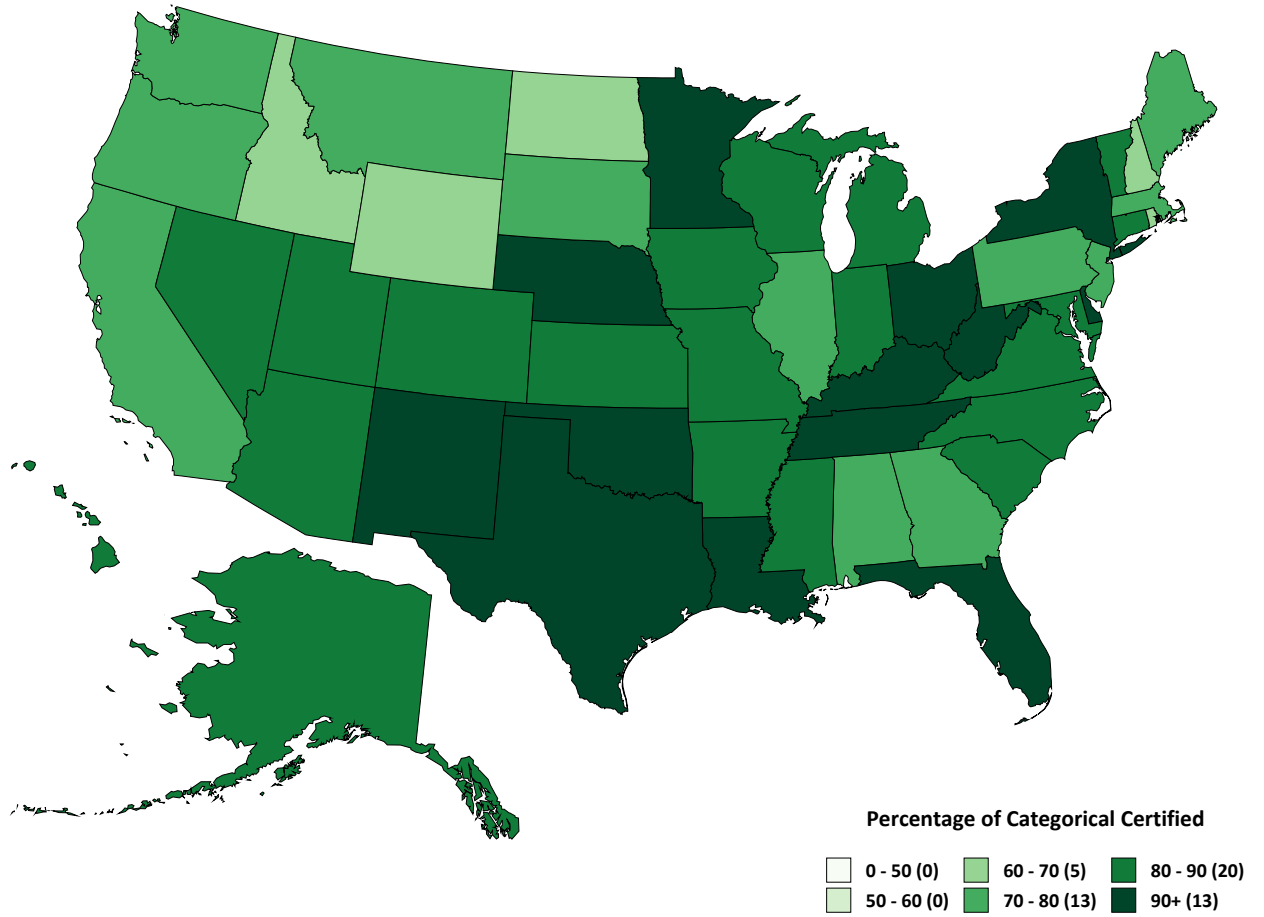 Percentage of Categorical Certified
0 - 50 (0) 60 - 70 (5) 80 - 90 (20)
50 - 60 (0) 70 - 80 (13) 90+ (13)